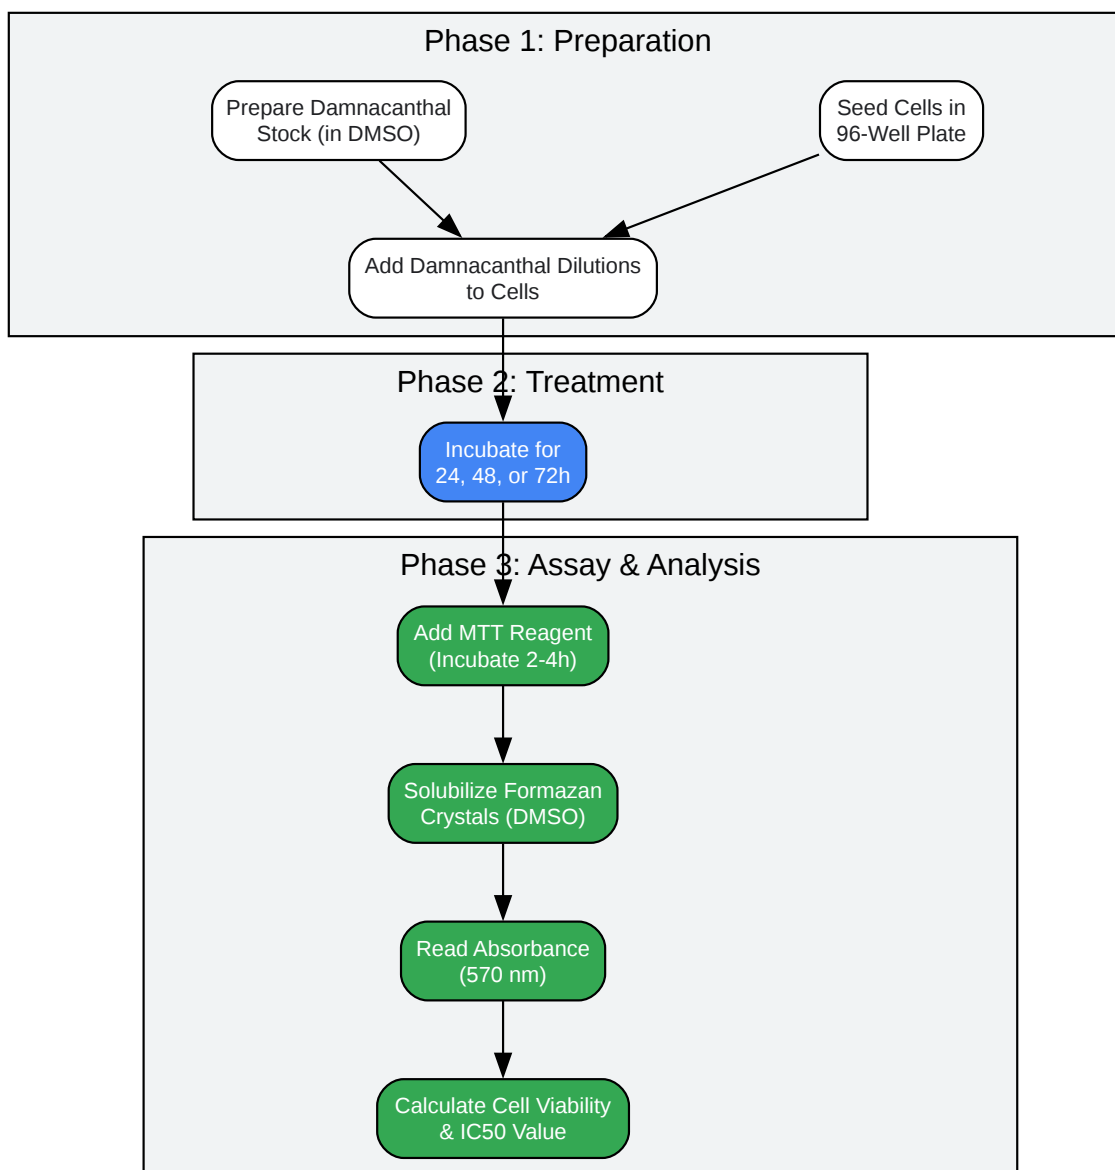 Phase 1: Preparation
Prepare Damnacanthal
Stock (in DMSO)
Seed Cells in
96-Well Plate
Add Damnacanthal Dilutions
to Cells
Phase 2: Treatment
Incubate for
24, 48, or 72h
Phase 3: Assay & Analysis
Add MTT Reagent
(Incubate 2-4h)
Solubilize Formazan
Crystals (DMSO)
Read Absorbance
(570 nm)
Calculate Cell Viability
& IC50 Value